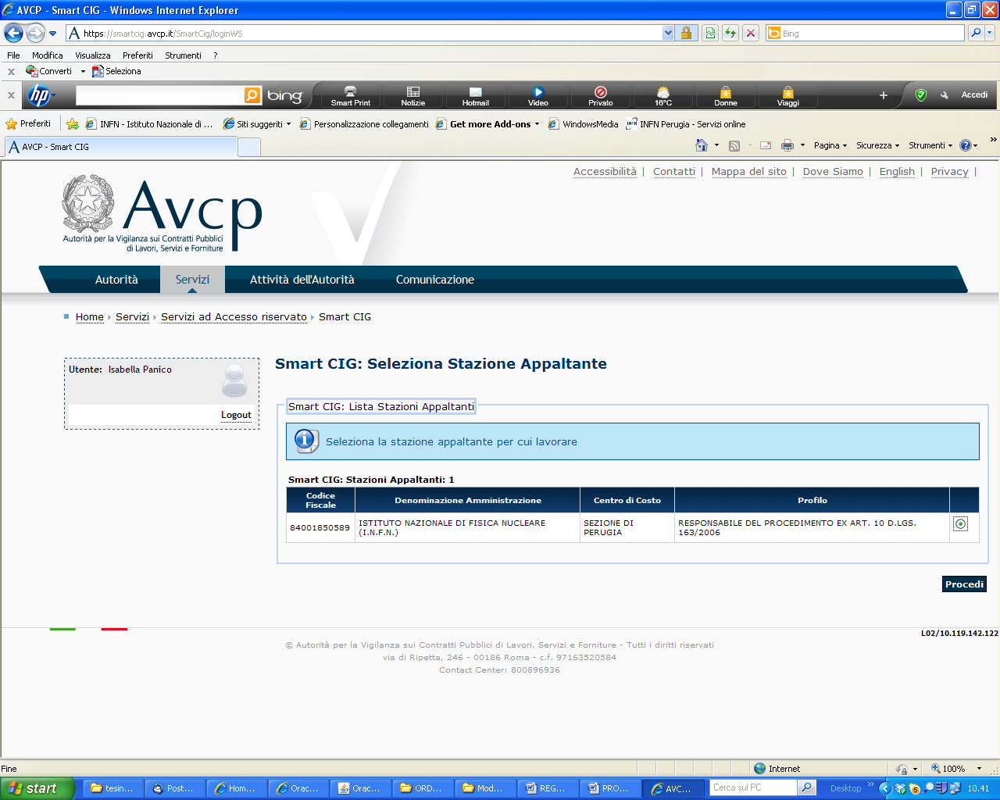 AVCP - Smart CIG - Windows Internet Explorer
https://smartcig.avcp.it/SmartCig/loginWS
Bing
File Modifica Visualizza Preferiti Strumenti ?
x Converti Seleziona
x hp bing Smart Print Notizie Hotmail Video Privato 16°C Donne Viaggi + Accedi
Preferiti INFN - Istituto Nazionale di ... Siti suggeriti Personalizzazione collegamenti Get more Add-ons WindowsMedia INFN Perugia - Servizi online
AVCP - Smart CIG Pagina Sicurezza Strumenti »
Accessibilità | Contatti | Mappa del sito | Dove Siamo | English | Privacy |
Avcp
Autorità per la Vigilanza sui Contratti Pubblici
di Lavori, Servizi e Forniture
Autorità Servizi Attività dell'Autorità Comunicazione
Home Servizi Servizi ad Accesso riservato Smart CIG
Utente: Isabella Panico
Logout
Smart CIG: Seleziona Stazione Appaltante
Smart CIG: Lista Stazioni Appaltanti
Seleziona la stazione appaltante per cui lavorare
Smart CIG: Stazioni Appaltanti: 1
Codice Fiscale Denominazione Amministrazione Centro di Costo Profilo
84001850589 ISTITUTO NAZIONALE DI FISICA NUCLEARE (I.N.F.N.) SEZIONE DI PERUGIA RESPONSABILE DEL PROCEDIMENTO EX ART. 10 D.LGS. 163/2006
Procedi
L02/10.119.142.122
© Autorità per la Vigilanza sui Contratti Pubblici di Lavori, Servizi e Forniture - Tutti i diritti riservati
via di Ripetta, 246 - 00186 Roma - c.f. 97163520584
Contact Center: 800896936
Fine Internet 100%
start tesin... Post... Hom... Orac... Orac... ORD... Mod... REG... PRO... AVC... Cerca sul PC Desktop » 10.41